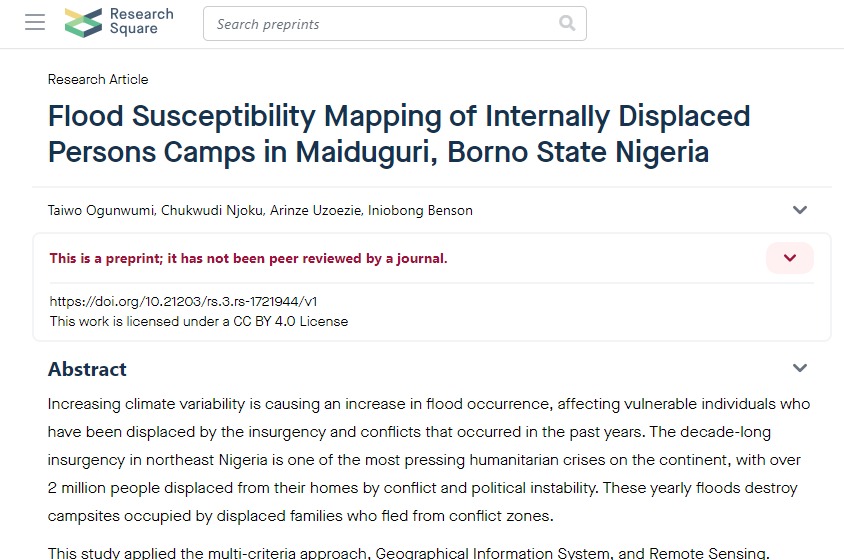 Research
Square
Search preprints
Research Article
Flood Susceptibility Mapping of Internally Displaced
Persons Camps in Maiduguri, Borno State Nigeria
Taiwo Ogunwumi, Chukwudi Njoku, Arinze Uzoezie, Iniobong Benson
This is a preprint; it has not been peer reviewed by a journal.
https://doi.org/10.21203/rs.3.rs-1721944/v1
This work is licensed under a CC BY 4.0 License
Abstract
Increasing climate variability is causing an increase in flood occurrence, affecting vulnerable individuals who
have been displaced by the insurgency and conflicts that occurred in the past years. The decade-long
insurgency in northeast Nigeria is one of the most pressing humanitarian crises on the continent, with over
2 million people displaced from their homes by conflict and political instability. These yearly floods destroy
campsites occupied by displaced families who fled from conflict zones.
This study applied the multi-criteria approach, Geographical Information System, and Remote Sensing.